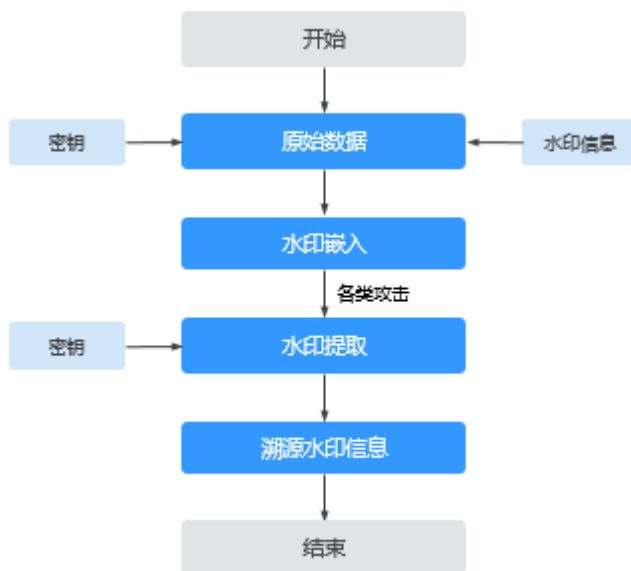 开始
密钥
原始数据
水印信息
水印嵌入
各类攻击
密钥
水印提取
溯源水印信息
结束